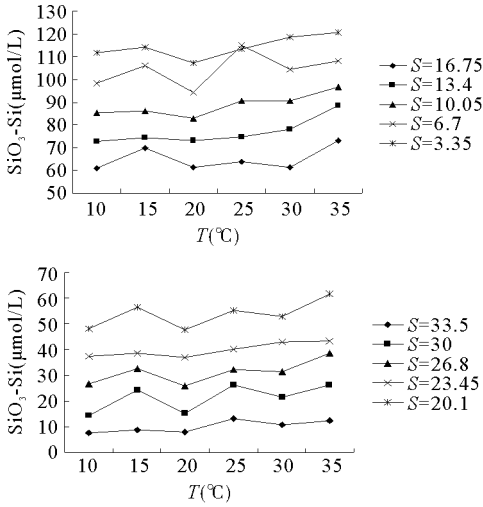 SiO₃-Si(μmol/L)
130
120
110
100
90
80
70
60
50
10 15 20 25 30 35
T(℃)
S=16.75
S=13.4
S=10.05
S=6.7
S=3.35
SiO₃-Si(μmol/L)
70
60
50
40
30
20
10
0
10 15 20 25 30 35
T(℃)
S=33.5
S=30
S=26.8
S=23.45
S=20.1